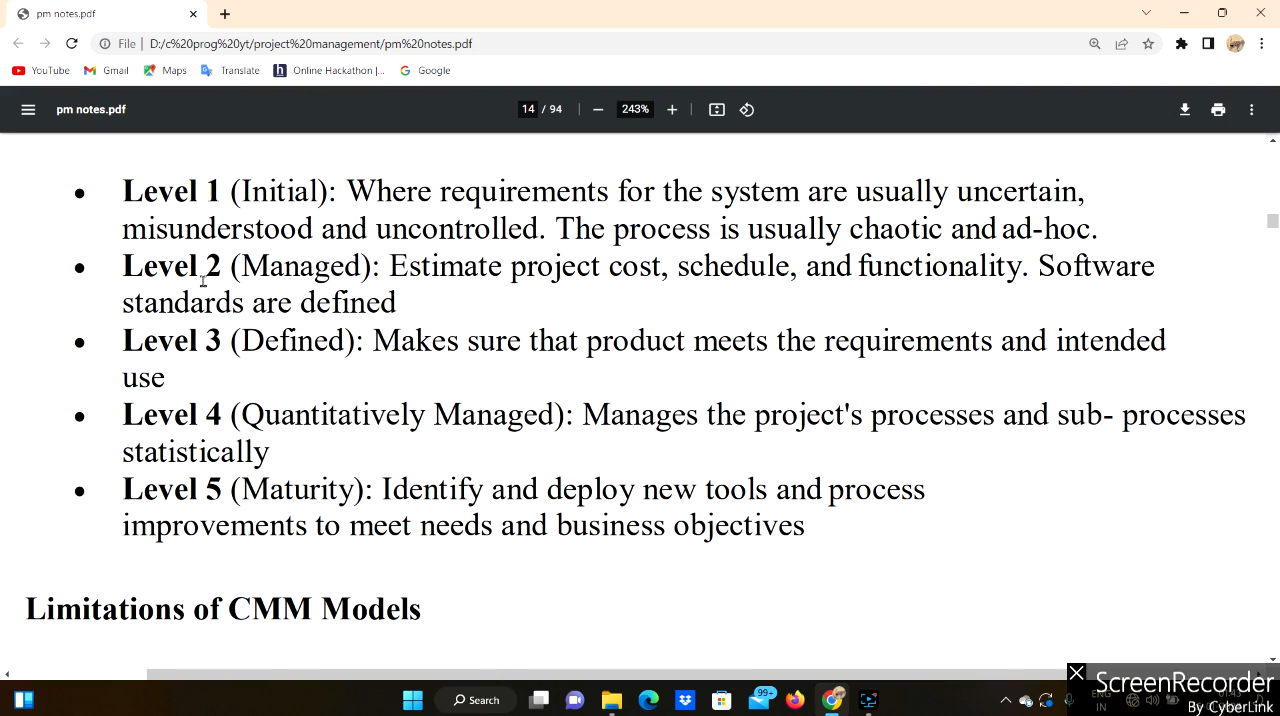 pm notes.pdf
File
D:/c%20prog%20yt/project%20management/pm%20notes.pdf
YouTube
Gmail
Maps
Translate
Online Hackathon |...
Google
pm notes.pdf
14 / 94
243%
• Level 1 (Initial): Where requirements for the system are usually uncertain,
misunderstood and uncontrolled. The process is usually chaotic and ad-hoc.
• Level 2 (Managed): Estimate project cost, schedule, and functionality. Software
standards are defined
• Level 3 (Defined): Makes sure that product meets the requirements and intended
use
• Level 4 (Quantitatively Managed): Manages the project's processes and sub- processes
statistically
• Level 5 (Maturity): Identify and deploy new tools and process
improvements to meet needs and business objectives
Limitations of CMM Models
ScreenRecorder
By CyberLink
Search
99+
ENG
IN